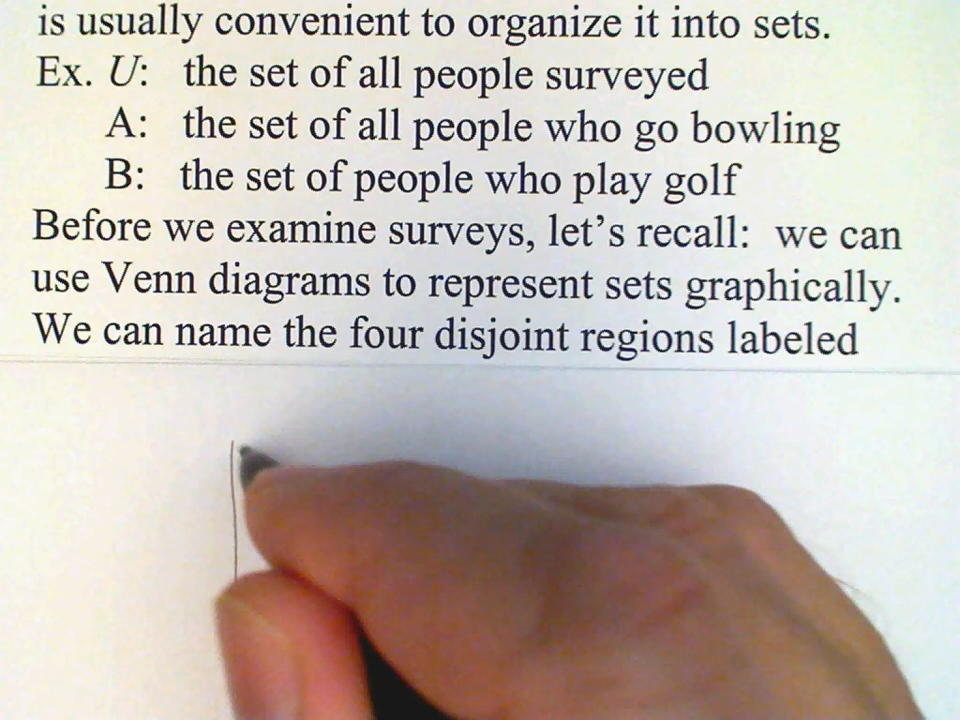 is usually convenient to organize it into sets.
Ex. U: the set of all people surveyed
A: the set of all people who go bowling
B: the set of people who play golf
Before we examine surveys, let’s recall: we can
use Venn diagrams to represent sets graphically.
We can name the four disjoint regions labeled